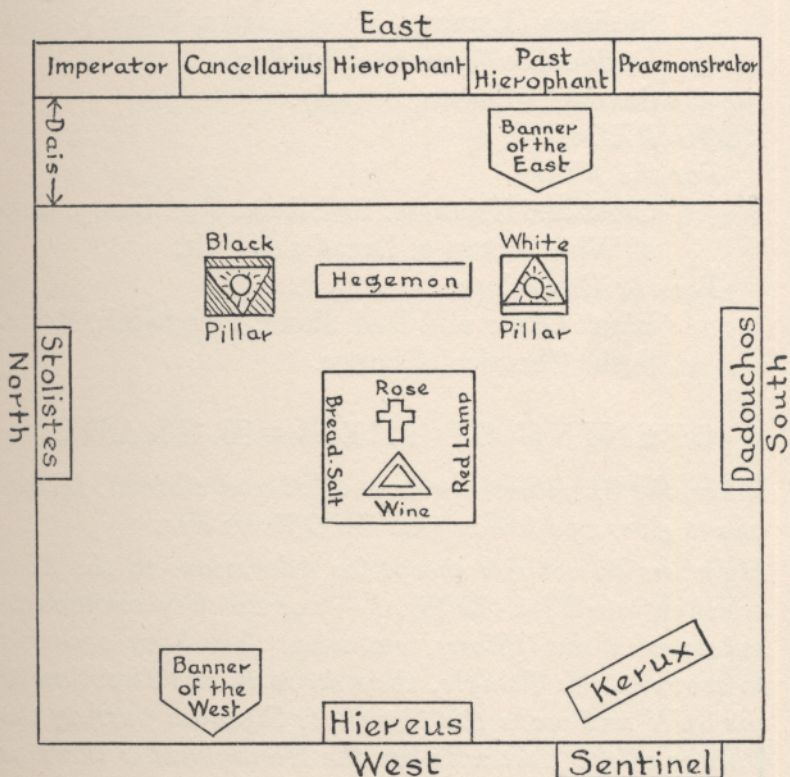 East
Imperator
Cancellarius
Hierophant
Past
Hierophant
Praemonstrator
Dais
Banner
of the
East
Black
Pillar
Hegemon
White
Pillar
North
Stolistes
Rose
Bread·Salt
Red Lamp
Wine
Dadouchos
South
Banner
of the
West
Hiereus
Kerux
West
Sentinel